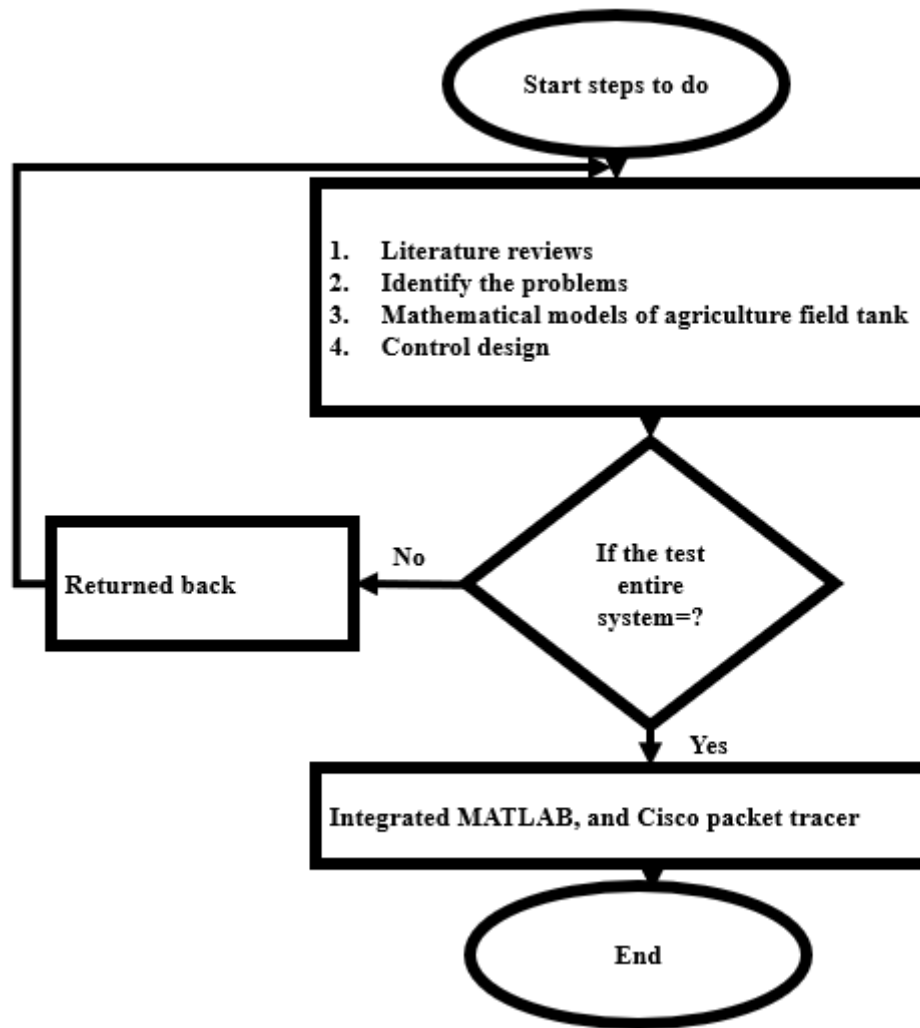 Start steps to do
1. Literature reviews
2. Identify the problems
3. Mathematical models of agriculture field tank
4. Control design
If the test
entire
system=?
No
Returned back
Yes
Integrated MATLAB, and Cisco packet tracer
End